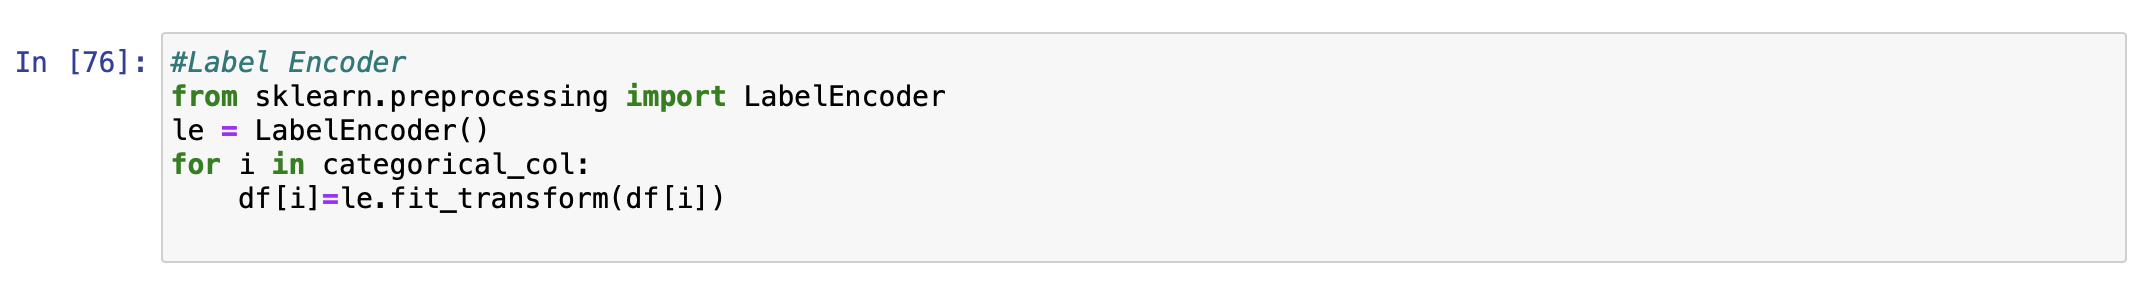 In [76]:
#Label Encoder
from sklearn.preprocessing import LabelEncoder
le = LabelEncoder()
for i in categorical_col:
    df[i]=le.fit_transform(df[i])